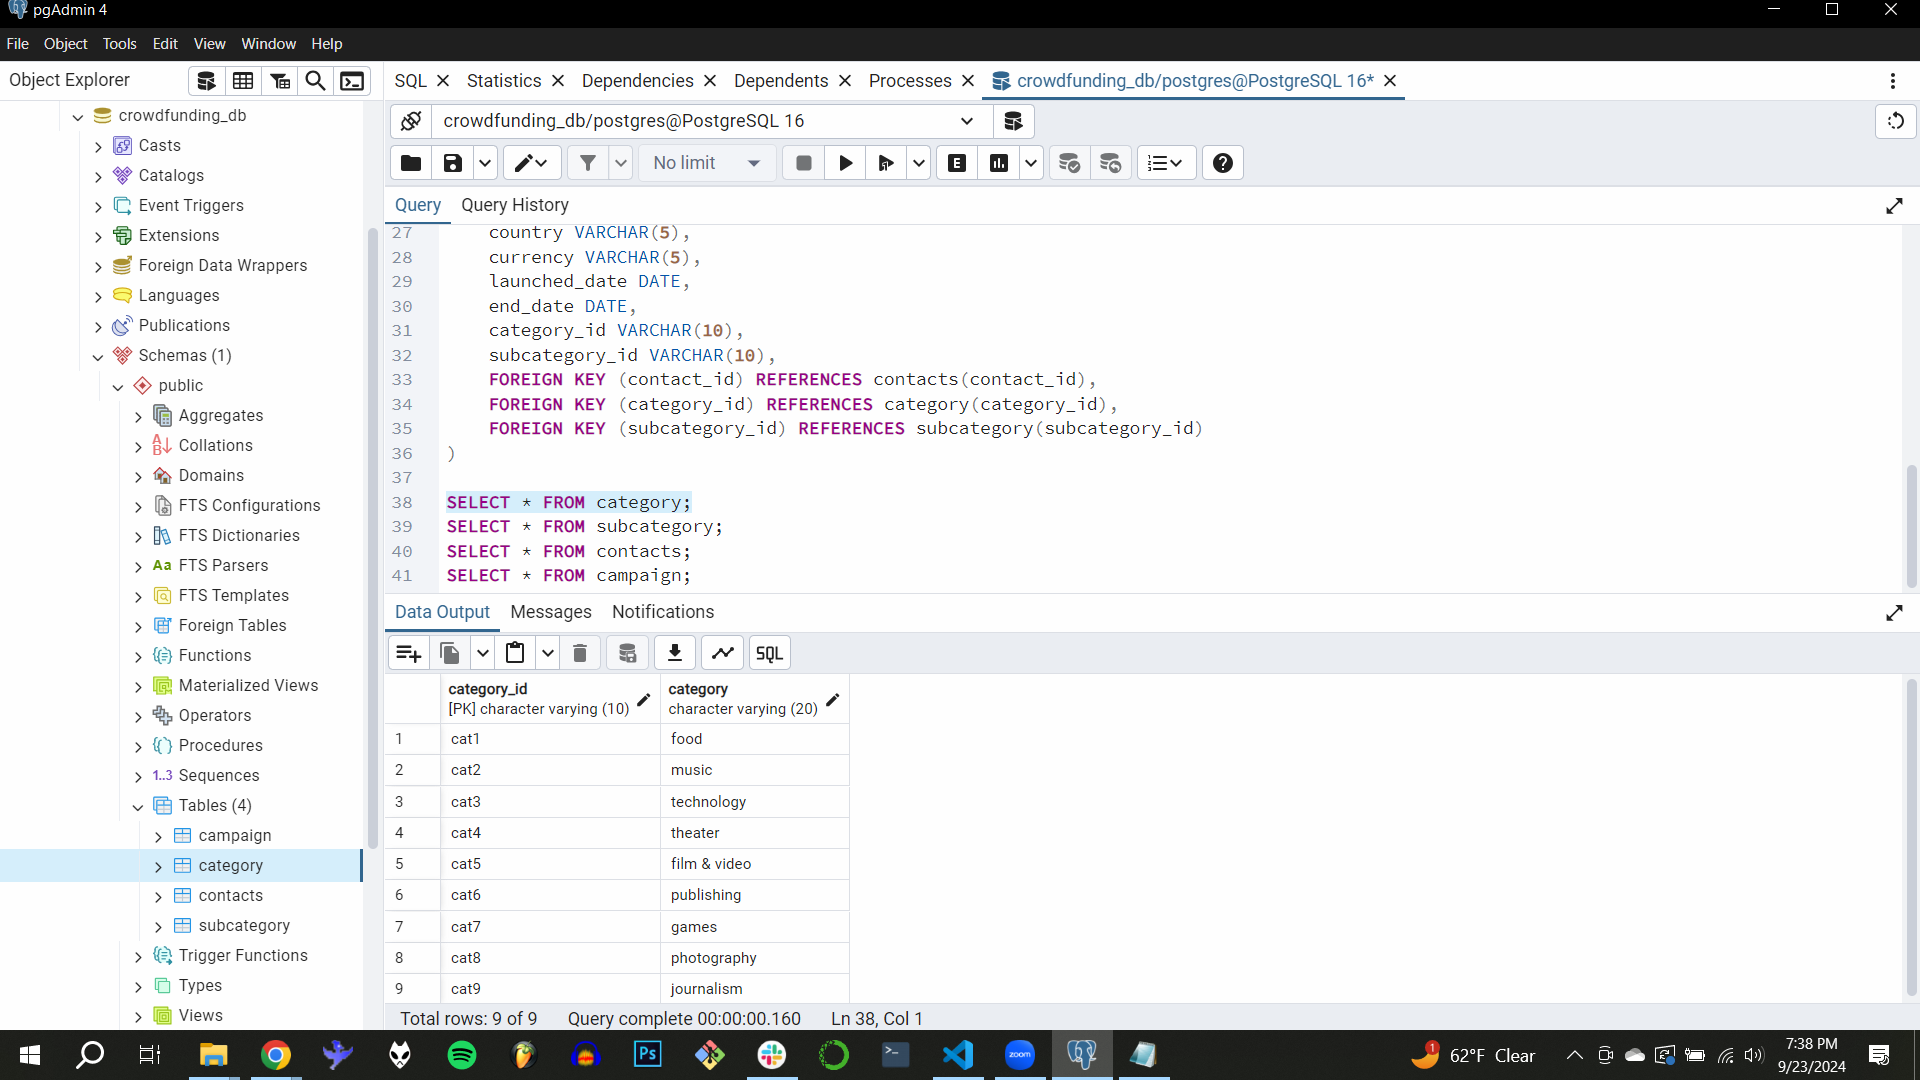 pgAdmin 4
File Object Tools Edit View Window Help
Object Explorer
SQL Statistics Dependencies Dependents Processes crowdfunding_db/postgres@PostgreSQL 16*
crowdfunding_db
Casts
Catalogs
Event Triggers
Extensions
Foreign Data Wrappers
Languages
Publications
Schemas (1)
public
Aggregates
Collations
Domains
FTS Configurations
FTS Dictionaries
Aa FTS Parsers
FTS Templates
Foreign Tables
Functions
Materialized Views
Operators
Procedures
1..3 Sequences
Tables (4)
campaign
category
contacts
subcategory
Trigger Functions
Types
Views
crowdfunding_db/postgres@PostgreSQL 16
No limit
E
Query Query History
27 country VARCHAR(5),
28 currency VARCHAR(5),
29 launched_date DATE,
30 end_date DATE,
31 category_id VARCHAR(10),
32 subcategory_id VARCHAR(10),
33 FOREIGN KEY (contact_id) REFERENCES contacts(contact_id),
34 FOREIGN KEY (category_id) REFERENCES category(category_id),
35 FOREIGN KEY (subcategory_id) REFERENCES subcategory(subcategory_id)
36 )
37
38 SELECT * FROM category;
39 SELECT * FROM subcategory;
40 SELECT * FROM contacts;
41 SELECT * FROM campaign;
Data Output Messages Notifications
SQL
category_id category
[PK] character varying (10) character varying (20)
1 cat1 food
2 cat2 music
3 cat3 technology
4 cat4 theater
5 cat5 film & video
6 cat6 publishing
7 cat7 games
8 cat8 photography
9 cat9 journalism
Total rows: 9 of 9 Query complete 00:00:00.160 Ln 38, Col 1
Ps
zoom
1
62°F Clear
7:38 PM
9/23/2024